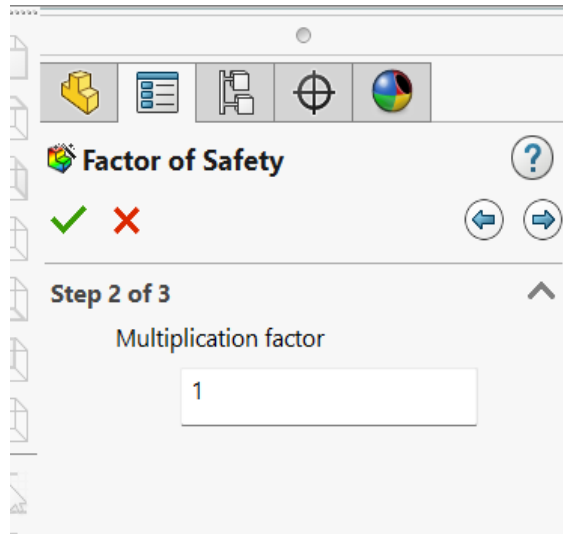 Factor of Safety
?
Step 2 of 3
Multiplication factor
1